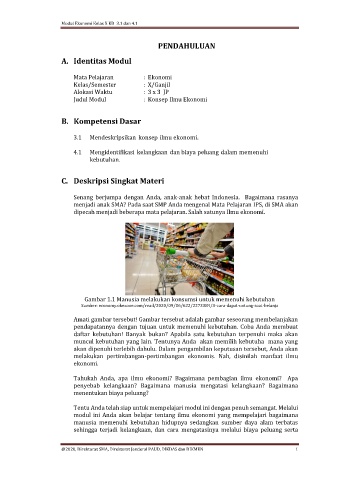 Modul Ekonomi Kelas X KD 3.1 dan 4.1
PENDAHULUAN
A. Identitas Modul
Mata Pelajaran : Ekonomi
Kelas/Semester : X/Ganjil
Alokasi Waktu : 3 x 3 JP
Judul Modul : Konsep Ilmu Ekonomi
B. Kompetensi Dasar
3.1 Mendeskripsikan konsep ilmu ekonomi.
4.1 Mengidentifikasi kelangkaan dan biaya peluang dalam memenuhi
kebutuhan.
C. Deskripsi Singkat Materi
Senang berjumpa dengan Anda, anak-anak hebat Indonesia. Bagaimana rasanya
menjadi anak SMA? Pada saat SMP Anda mengenal Mata Pelajaran IPS, di SMA akan
dipecah menjadi beberapa mata pelajaran. Salah satunya Ilmu ekonomi.
Gambar 1.1 Manusia melakukan konsumsi untuk memenuhi kebutuhan
Amati gambar tersebut! Gambar tersebut adalah gambar seseorang membelanjakan
pendapatannya dengan tujuan untuk memenuhi kebutuhan. Coba Anda membuat
daftar kebutuhan! Banyak bukan? Apabila satu kebutuhan terpenuhi maka akan
muncul kebutuhan yang lain. Tentunya Anda akan memilih kebutuhan mana yang
akan dipenuhi terlebih dahulu. Dalam pengambilan keputusan tersebut, Anda akan
melakukan pertimbangan-pertimbangan ekonomis. Nah, disinilah manfaat ilmu
ekonomi.
Tahukah Anda, apa ilmu ekonomi? Bagaimana pembagian ilmu ekonomi? Apa
penyebab kelangkaan? Bagaimana manusia mengatasi kelangkaan? Bagaimana
menentukan biaya peluang?
Tentu Anda telah siap untuk mempelajari modul ini dengan penuh semangat. Melalui
modul ini Anda akan belajar tentang ilmu ekonomi yang mempelajari bagaimana
manusia memenuhi kebutuhan hidupnya sedangkan sumber daya alam terbatas
sehingga terjadi kelangkaan, dan cara mengatasinya melalui biaya peluang serta
@2020, Direktorat SMA, Direktorat Jenderal PAUD, DIKDAS dan DIKMEN 1